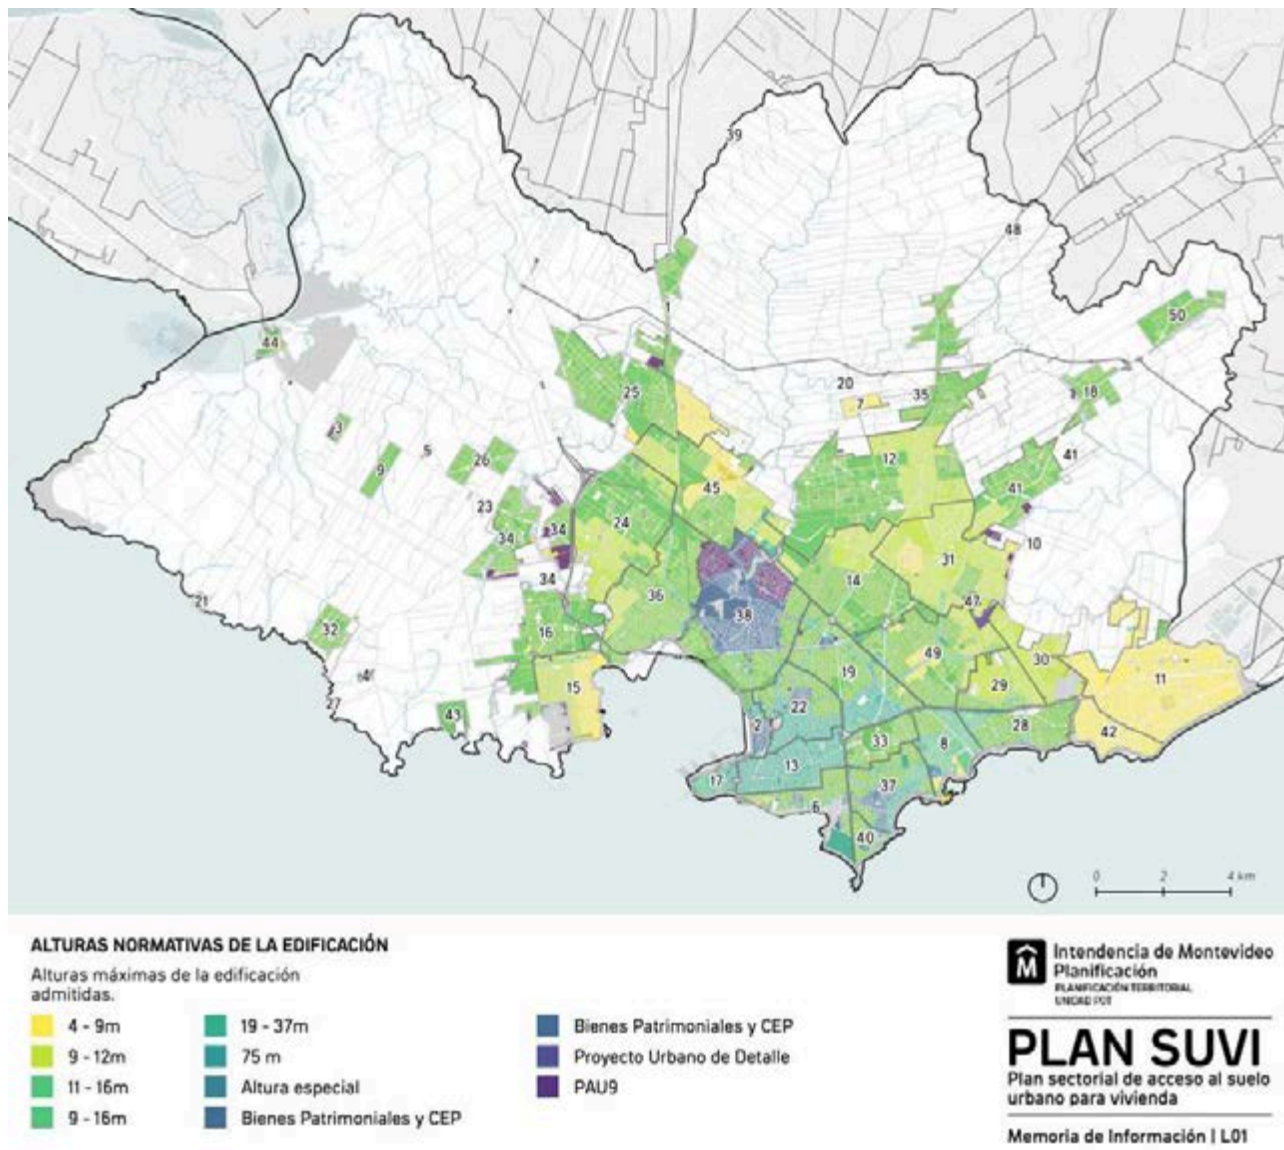 39
48
1
50
44
25
20
7
35
18
3
9
5
26
12
41
45
23
41
34
24
34
10
31
34
14
36
47
21
38
32
16
49
30
19
4
15
29
11
27
22
43
2
28
42
33
8
13
17
37
6
40
0 2 4 km
ALTURAS NORMATIVAS DE LA EDIFICACIÓN
Alturas máximas de la edificación
admitidas.
4 - 9m
9 - 12m
11 - 16m
9 - 16m
19 - 37m
75 m
Altura especial
Bienes Patrimoniales y CEP
Bienes Patrimoniales y CEP
Proyecto Urbano de Detalle
PAU9
Intendencia de Montevideo
Planificación
PLANIFICACIÓN TERRITORIAL
UNIDAD POT
PLAN SUVI
Plan sectorial de acceso al suelo
urbano para vivienda
Memoria de Información | L01